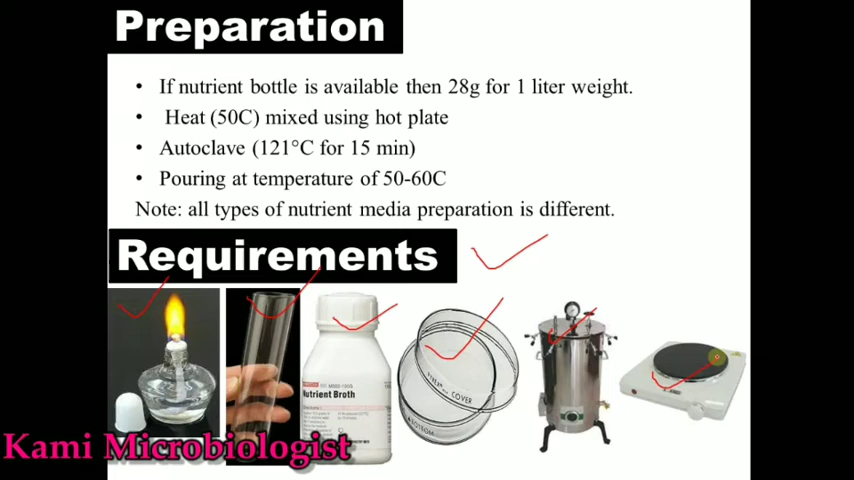 Preparation
• If nutrient bottle is available then 28g for 1 liter weight.
• Heat (50C) mixed using hot plate
• Autoclave (121°C for 15 min)
• Pouring at temperature of 50-60C
Note: all types of nutrient media preparation is different.
Requirements
Nutrient Broth
COVER
Kami Microbiologist